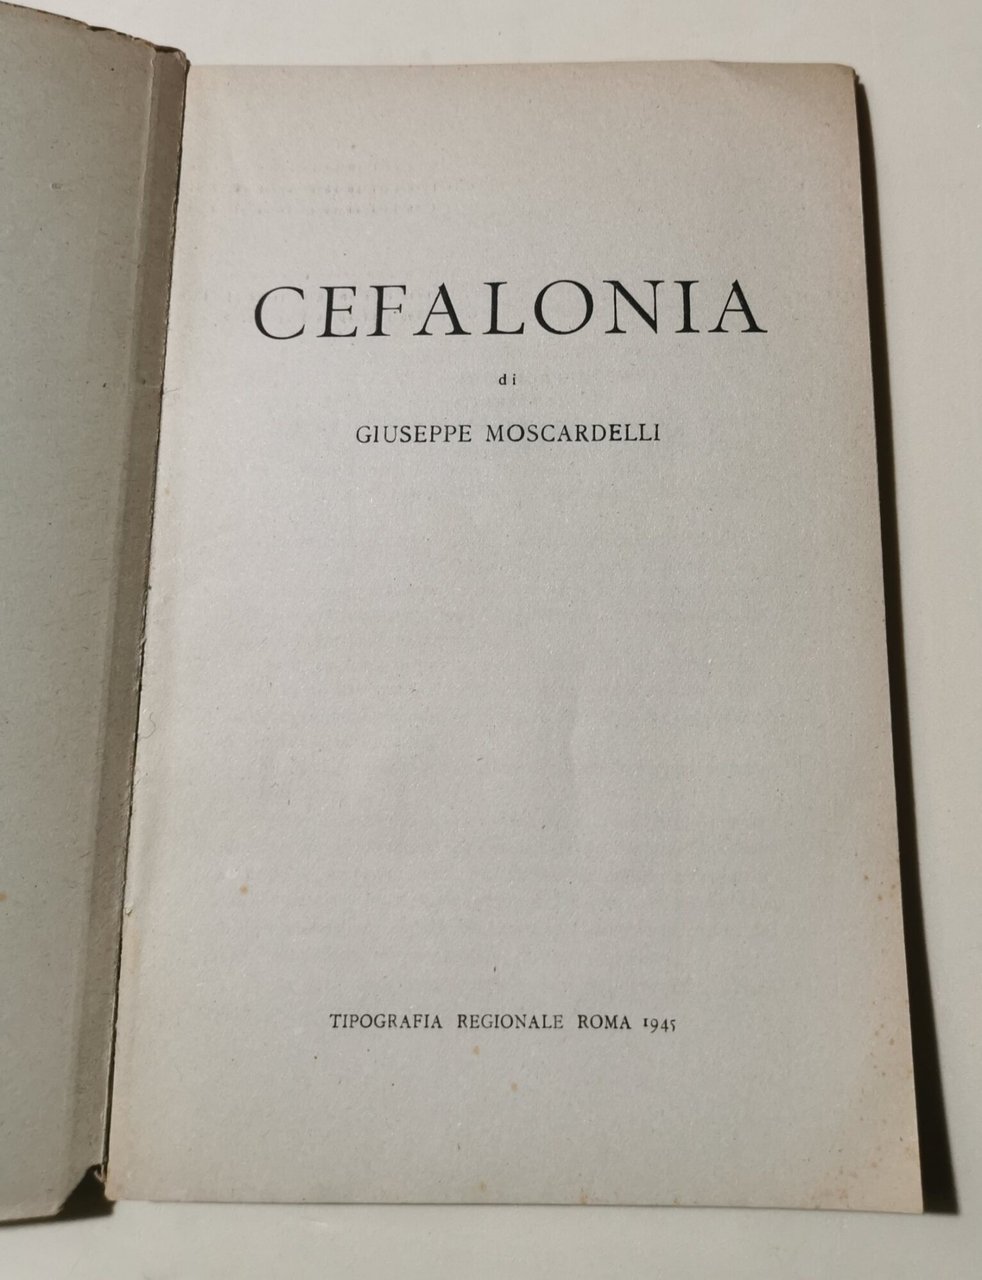 CEFALONIA
di
GIUSEPPE MOSCARDELLI
TIPOGRAFIA REGIONALE ROMA 1945